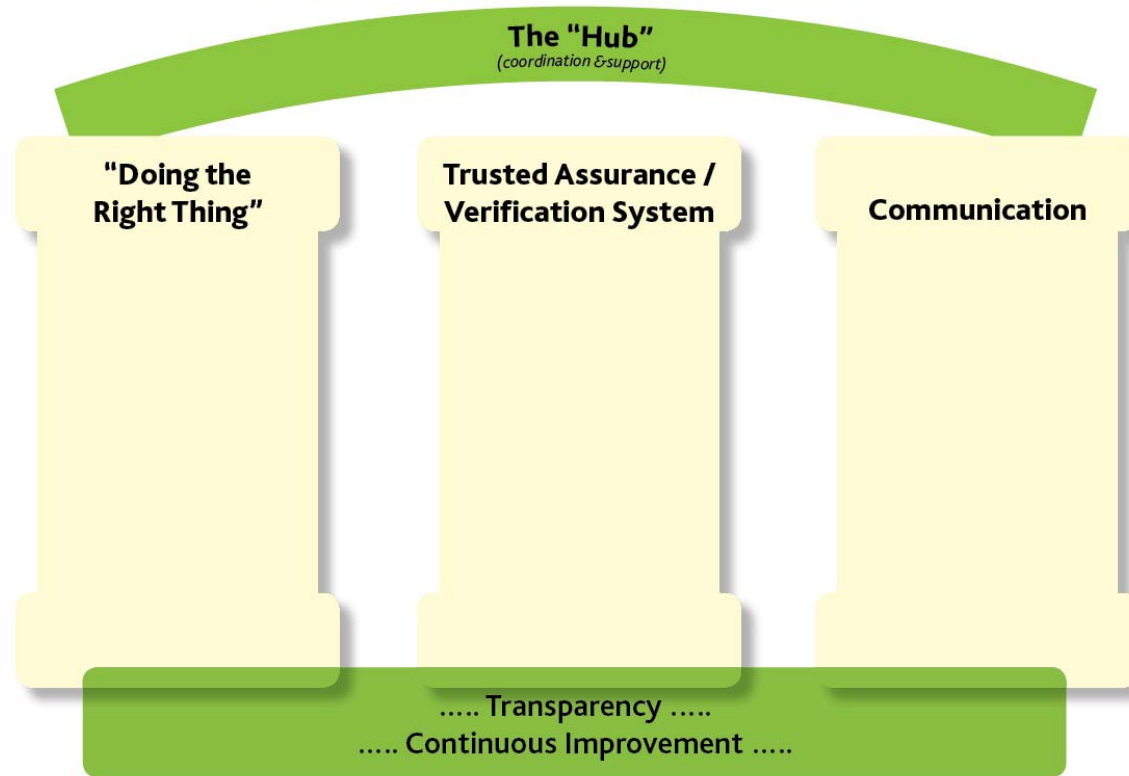 The “Hub”
(coordination &support)
“Doing the
Right Thing”
Trusted Assurance /
Verification System
Communication
..... Transparency .....
..... Continuous Improvement .....